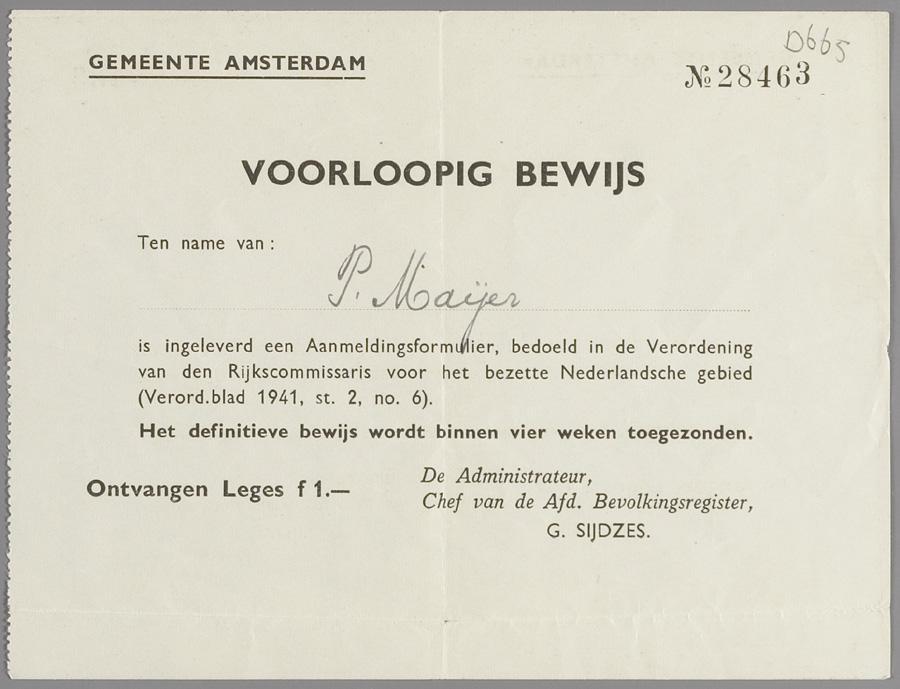 D665
GEMEENTE AMSTERDAM
№ 28463
VOORLOOPIG BEWIJS
Ten name van :
P. Maijer
is ingeleverd een Aanmeldingsformulier, bedoeld in de Verordening
van den Rijkscommissaris voor het bezette Nederlandsche gebied
(Verord.blad 1941, st. 2, no. 6).
Het definitieve bewijs wordt binnen vier weken toegezonden.
Ontvangen Leges f 1.—
De Administrateur,
Chef van de Afd. Bevolkingsregister,
G. SIJDZES.